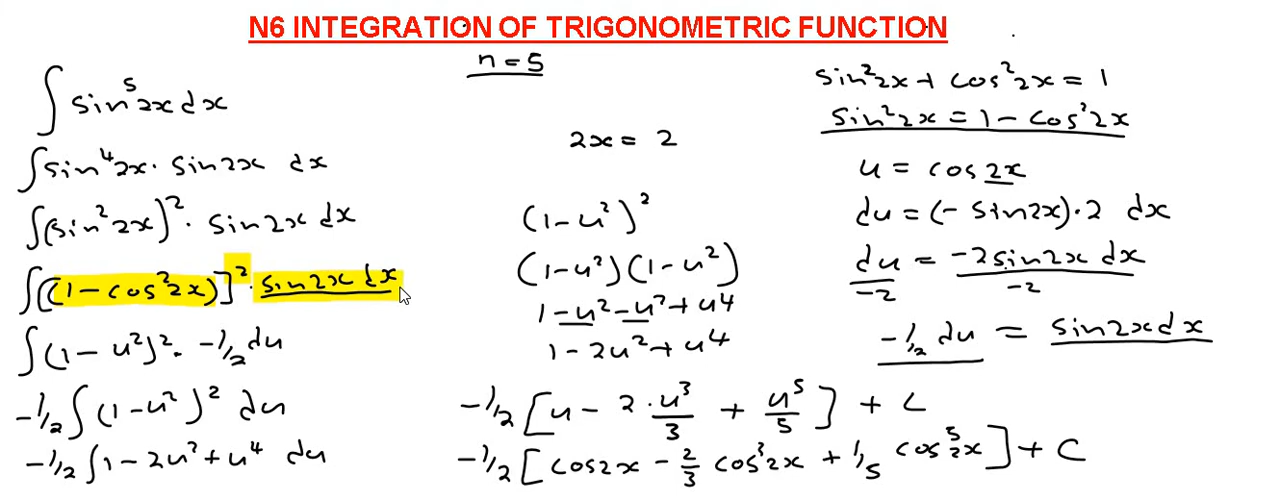 N6 INTEGRATION OF TRIGONOMETRIC FUNCTION
∫ sin⁵2x dx
∫ sin⁴2x · sin2x dx
∫(sin²2x)² · sin2x dx
∫[(1 - cos²2x)]² · sin2x dx
∫(1 - u²)² · -1/2 du
-1/2 ∫(1 - u²)² du
-1/2 ∫1 - 2u² + u⁴ du
n = 5
2x = 2
(1 - u²)²
(1 - u²)(1 - u²)
1 - u² - u² + u4
1 - 2u² + u4
sin²2x + cos²2x = 1
sin²2x = 1 - cos²2x
u = cos 2x
du = (- sin2x) · 2 dx
du/-2 = -2sin2x dx/-2
-1/2 du = sin2x dx
-1/2 [u - 2 · u³/3 + u⁵/5] + C
-1/2 [cos2x - 2/3 cos³2x + 1/5 cos⁵2x] + C